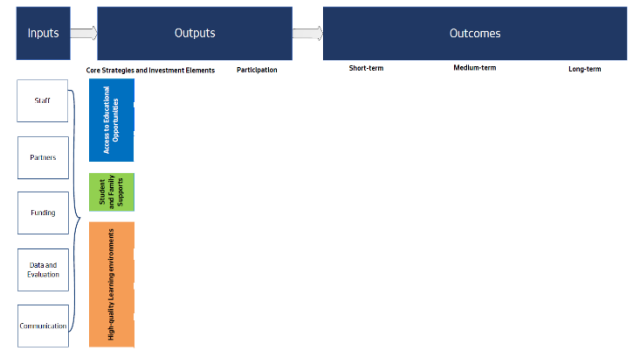 Inputs
Outputs
Outcomes
Core Strategies and Investment Elements
Participation
Short-term
Medium-term
Long-term
Staff
Partners
Funding
Data and
Evaluation
Communication
Access to Educational
Opportunities
Student
and Family
Supports
High-quality Learning environments